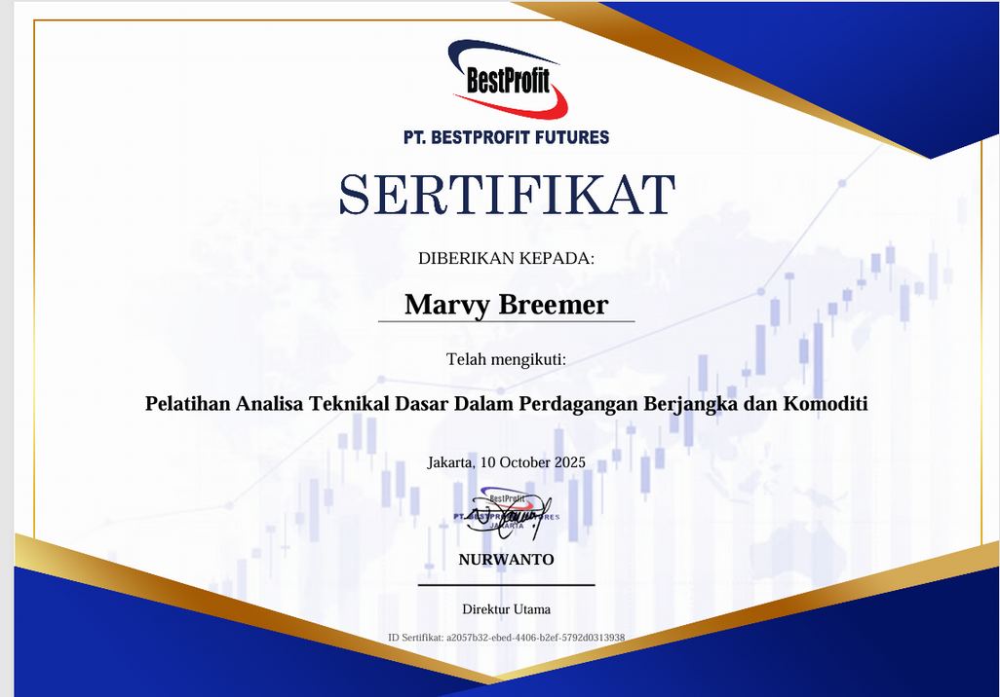 BestProfit
PT. BESTPROFIT FUTURES
SERTIFIKAT
DIBERIKAN KEPADA:
Marvy Breemer
Telah mengikuti:
Pelatihan Analisa Teknikal Dasar Dalam Perdagangan Berjangka dan Komoditi
Jakarta, 10 October 2025
BestProfit
PT. BESTPROFIT FUTURES
JAKARTA
NURWANTO
Direktur Utama
ID Sertifikat: a2057b32-ebed-4406-b2ef-5792d0313938